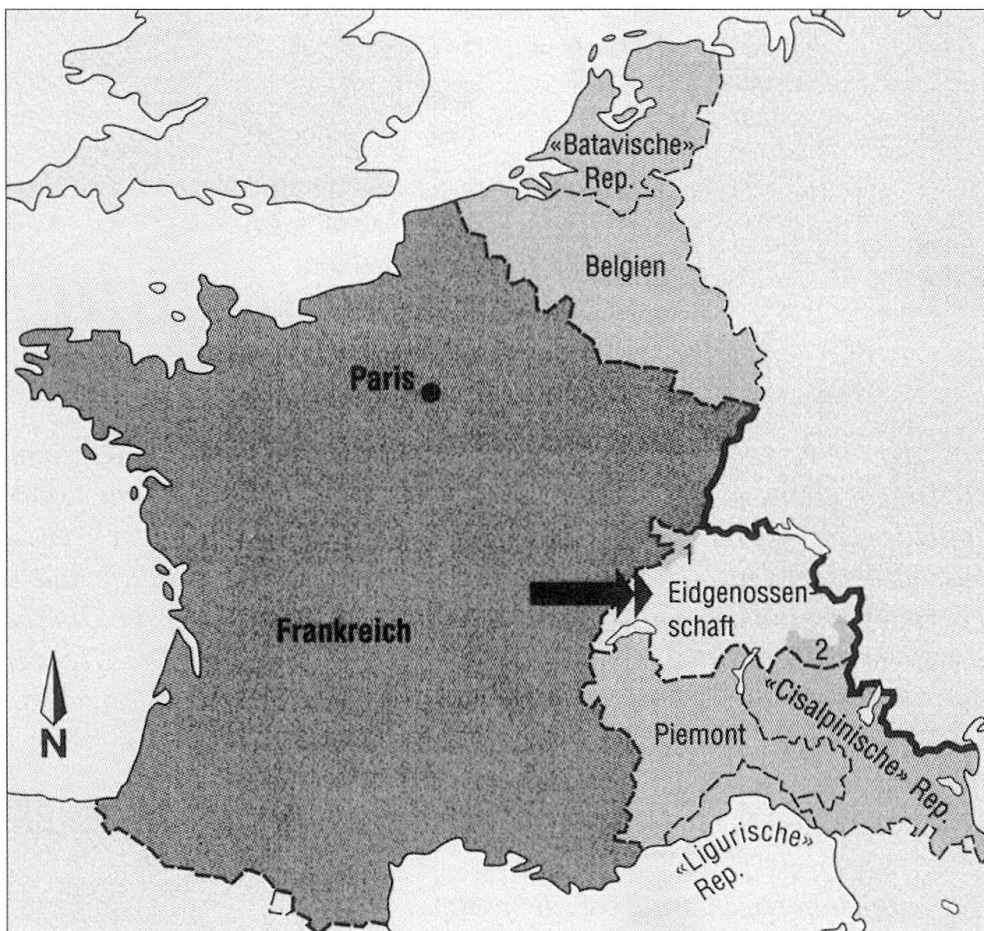 «Batavische»
Rep.
Belgien
Paris
1
Eidgenossen-
schaft
Frankreich
2
«Cisalpinische» Rep.
Piemont
N
«Ligurische»
Rep.